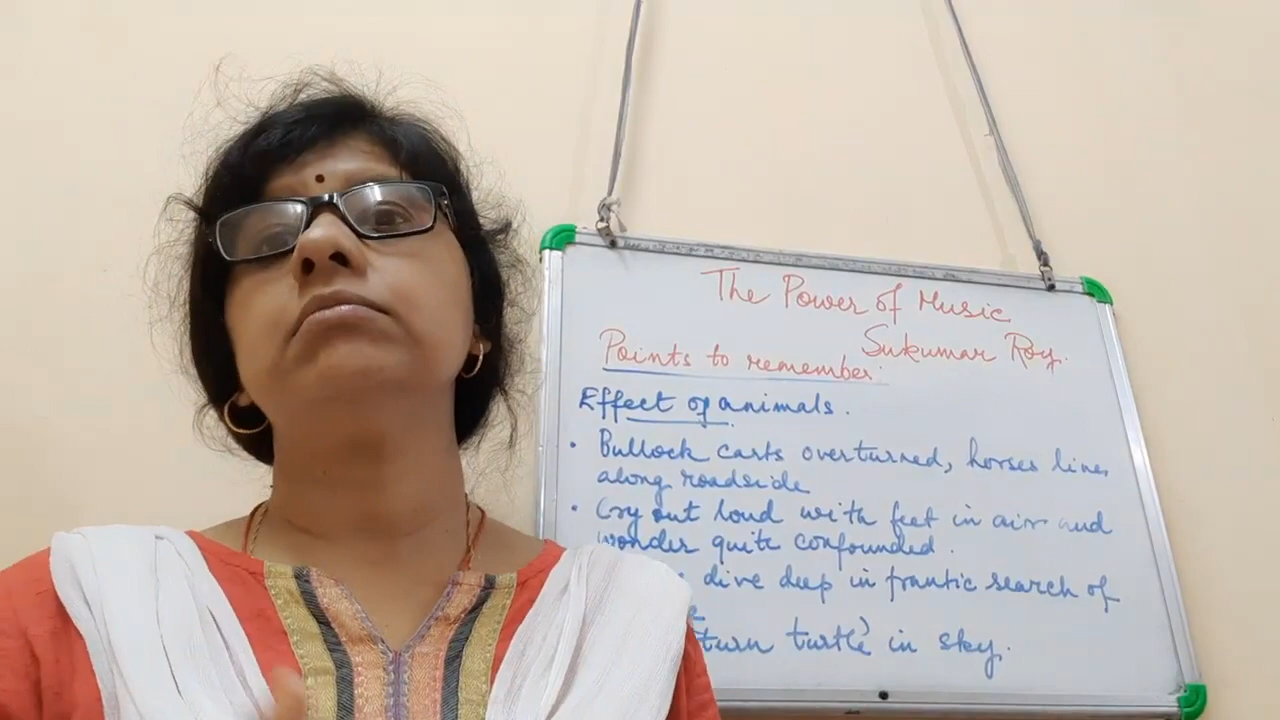 The Power of Music
Sukumar Roy.
Points to remember
Effect of animals.
• Bullock carts overturned, horses line
along roadside
• Cry out loud with feet in air and
wonder quite confounded.
dive deep in frantic search of
turn turtle' in sky.